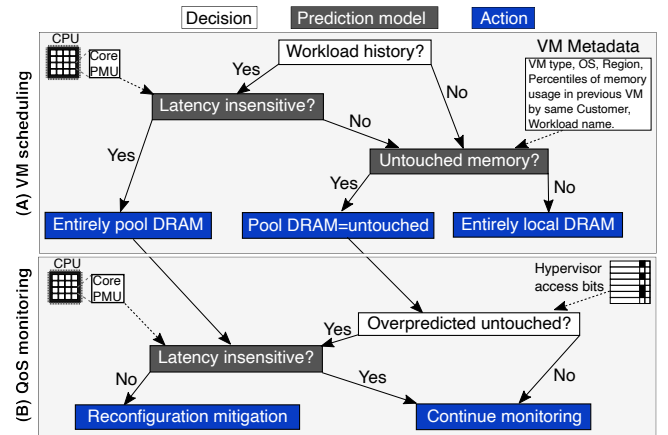 Decision
Prediction model
Action
(A) VM scheduling
CPU
Core
PMU
Workload history?
VM Metadata
VM type, OS, Region,
Percentiles of memory
usage in previous VM
by same Customer,
Workload name.
Yes
No
Latency insensitive?
No
Yes
Untouched memory?
Yes
No
Entirely pool DRAM
Pool DRAM=untouched
Entirely local DRAM
(B) QoS monitoring
CPU
Core
PMU
Hypervisor
access bits
Overpredicted untouched?
Yes
Latency insensitive?
No
Yes
No
Reconfiguration mitigation
Continue monitoring